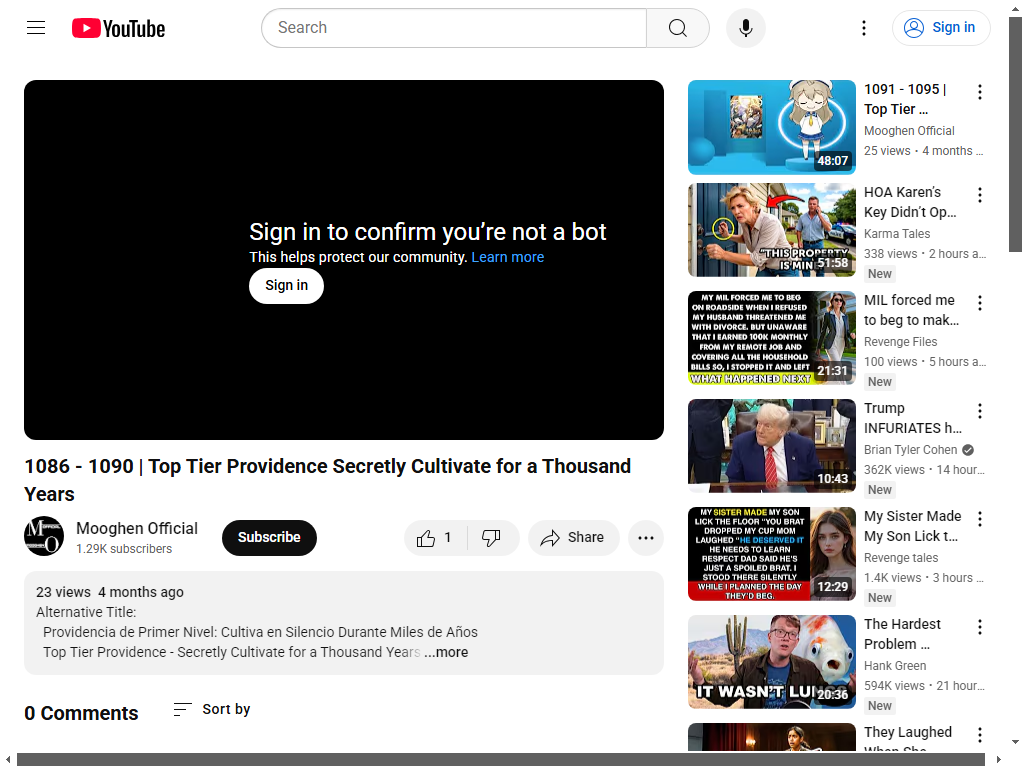 YouTube
Search
Sign in
Sign in to confirm you're not a bot
This helps protect our community. Learn more
Sign in
1086 - 1090 | Top Tier Providence Secretly Cultivate for a Thousand
Years
Mooghen Official
1.29K subscribers
Subscribe
1
Share
...
23 views 4 months ago
Alternative Title:
Providencia de Primer Nivel: Cultiva en Silencio Durante Miles de Años
Top Tier Providence - Secretly Cultivate for a Thousand Years ...more
0 Comments
Sort by
48:07
1091 - 1095 |
Top Tier ...
Mooghen Official
25 views • 4 months ...
"THIS PROPERTY
IS MIN
51:58
HOA Karen's
Key Didn't Op...
Karma Tales
338 views • 2 hours a...
New
MY MIL FORCED ME TO BEG
ON ROADSIDE WHEN I REFUSED
MY HUSBAND THREATENED ME
WITH DIVORCE. BUT UNAWARE
THAT I EARNED 100K MONTHLY
FROM MY REMOTE JOB AND
COVERING ALL THE HOUSEHOLD
BILLS SO, I STOPPED IT AND LEFT
WHAT HAPPENED NEXT
21:31
MIL forced me
to beg to mak...
Revenge Files
100 views • 5 hours a...
New
10:43
Trump
INFURIATES h...
Brian Tyler Cohen
362K views • 14 hour...
New
MY SISTER MADE MY SON
LICK THE FLOOR "YOU BRAT
DROPPED MY CUP MOM
LAUGHED "HE DESERVED IT
HE NEEDS TO LEARN
RESPECT DAD SAID HE'S
JUST A SPOILED BRAT. I
STOOD THERE SILENTLY
WHILE I PLANNED THE DAY
THEY'D BEG.
12:29
My Sister Made
My Son Lick t...
Revenge tales
1.4K views • 3 hours ...
New
IT WASN'T LUNGS
20:36
The Hardest
Problem ...
Hank Green
594K views • 21 hour...
New
They Laughed
When She